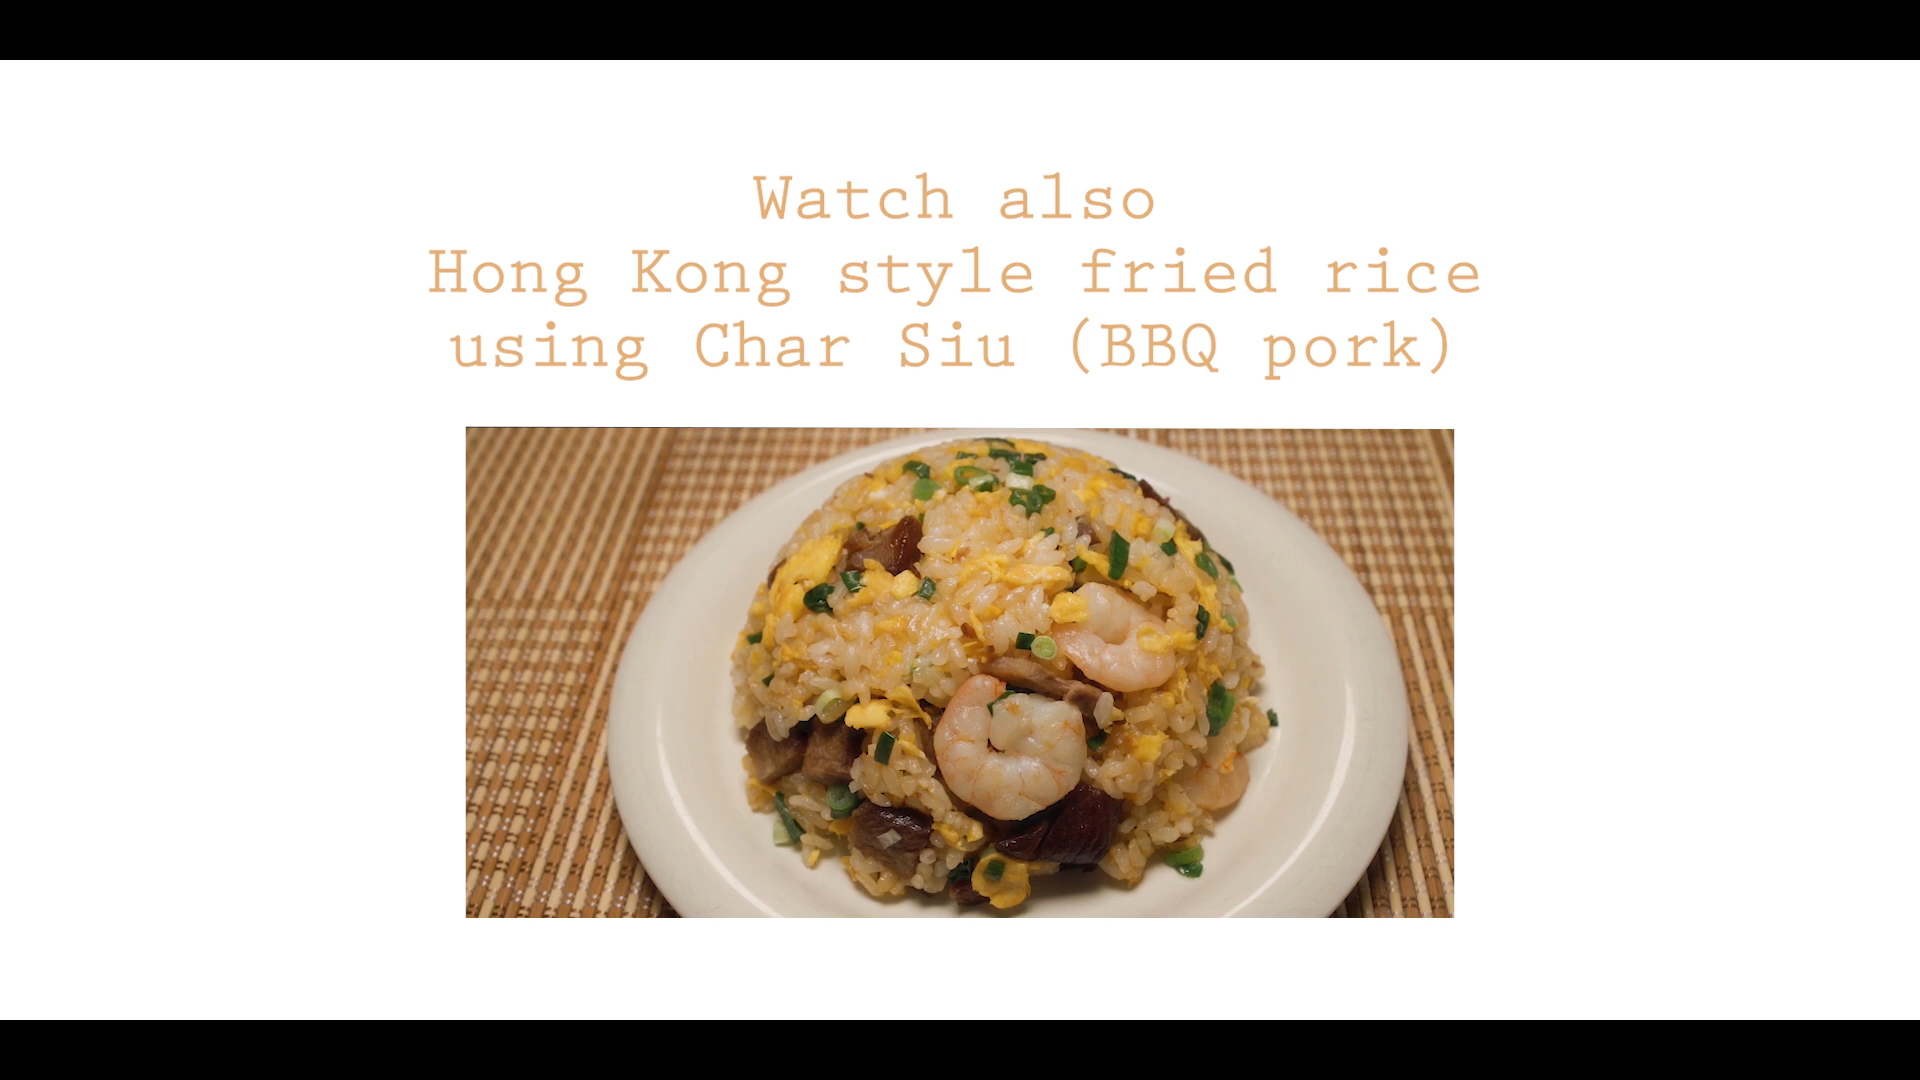 Watch also
Hong Kong style fried rice
using Char Siu (BBQ pork)